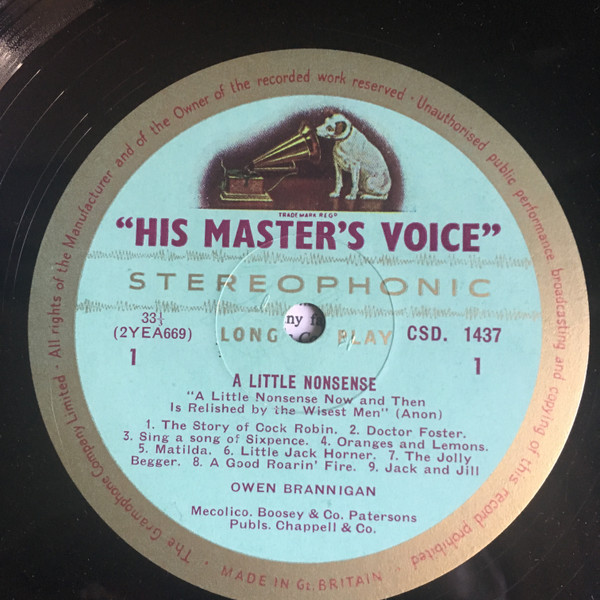 All rights of the Manufacturer and of the Owner of the recorded work reserved · Unauthorised public performance, broadcasting and copying of this record prohibited
TRADE MARK REGD
"HIS MASTER'S VOICE"
STEREOPHONIC
33⅓
(2YEA669)
LONG PLAY
CSD. 1437
1
1
ny fa
A LITTLE NONSENSE
"A Little Nonsense Now and Then
Is Relished by the Wisest Men" (Anon)
1. The Story of Cock Robin. 2. Doctor Foster.
3. Sing a song of Sixpence. 4. Oranges and Lemons.
5. Matilda. 6. Little Jack Horner. 7. The Jolly
Begger. 8. A Good Roarin' Fire. 9. Jack and Jill
OWEN BRANNIGAN
Mecolico. Boosey & Co. Patersons
Publs. Chappell & Co.
· The Gramophone Company Limited ·
MADE IN Gt. BRITAIN